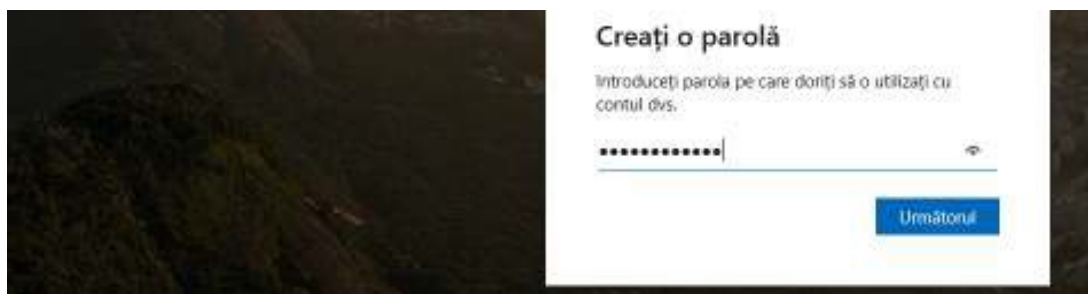 Creați o parolă
Introduceți parola pe care doriți să o utilizați cu
contul dvs.
••••••••••••
Următorul